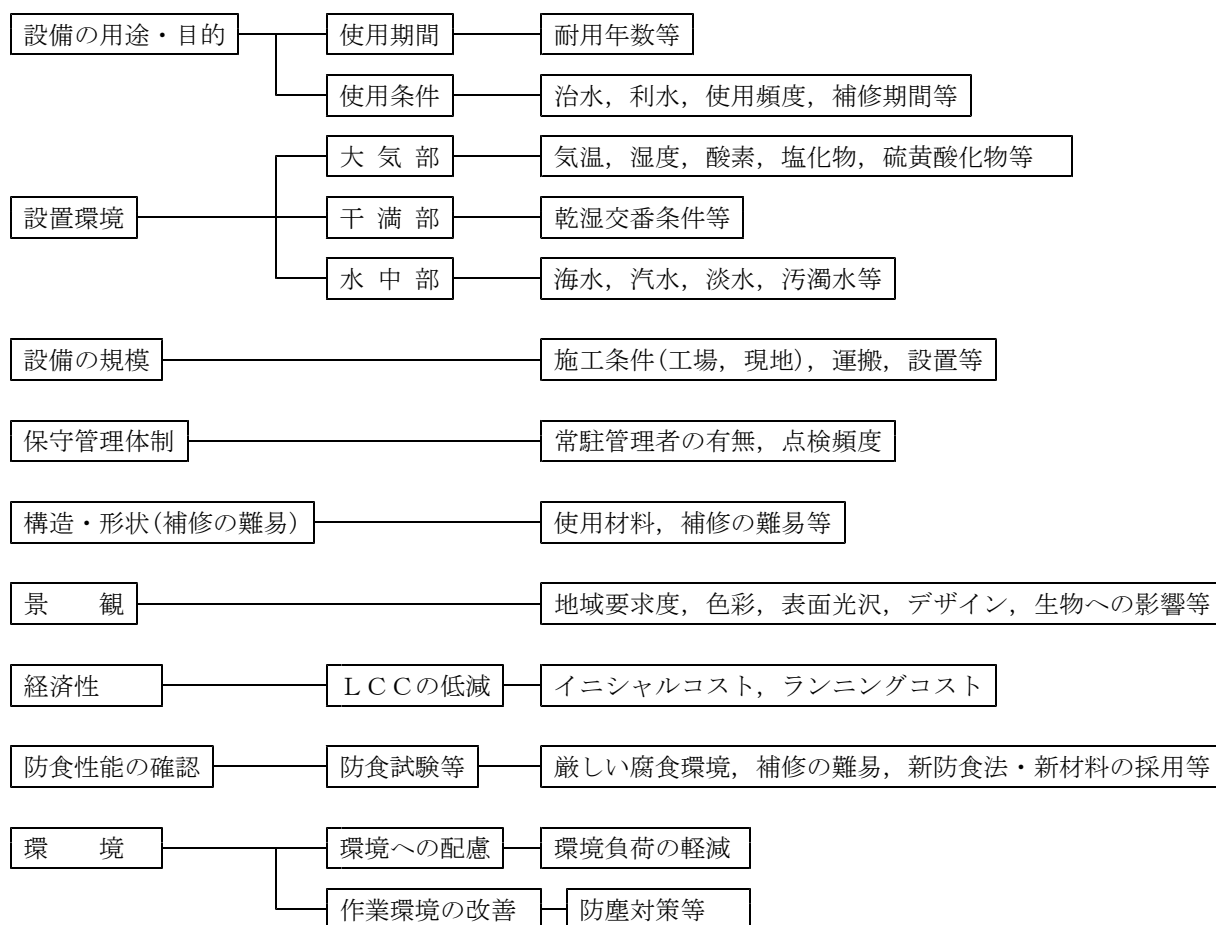 設備の用途・目的 使用期間 耐用年数等
使用条件 治水, 利水, 使用頻度, 補修期間等
大 気 部 気温, 湿度, 酸素, 塩化物, 硫黄酸化物等
設置環境 干 満 部 乾湿交番条件等
水 中 部 海水, 汽水, 淡水, 汚濁水等
設備の規模 施工条件(工場, 現地), 運搬, 設置等
保守管理体制 常駐管理者の有無, 点検頻度
構造・形状(補修の難易) 使用材料, 補修の難易等
景　　観 地域要求度, 色彩, 表面光沢, デザイン, 生物への影響等
経済性 ＬＣＣの低減 イニシャルコスト, ランニングコスト
防食性能の確認 防食試験等 厳しい腐食環境, 補修の難易, 新防食法・新材料の採用等
環　　境 環境への配慮 環境負荷の軽減
作業環境の改善 防塵対策等